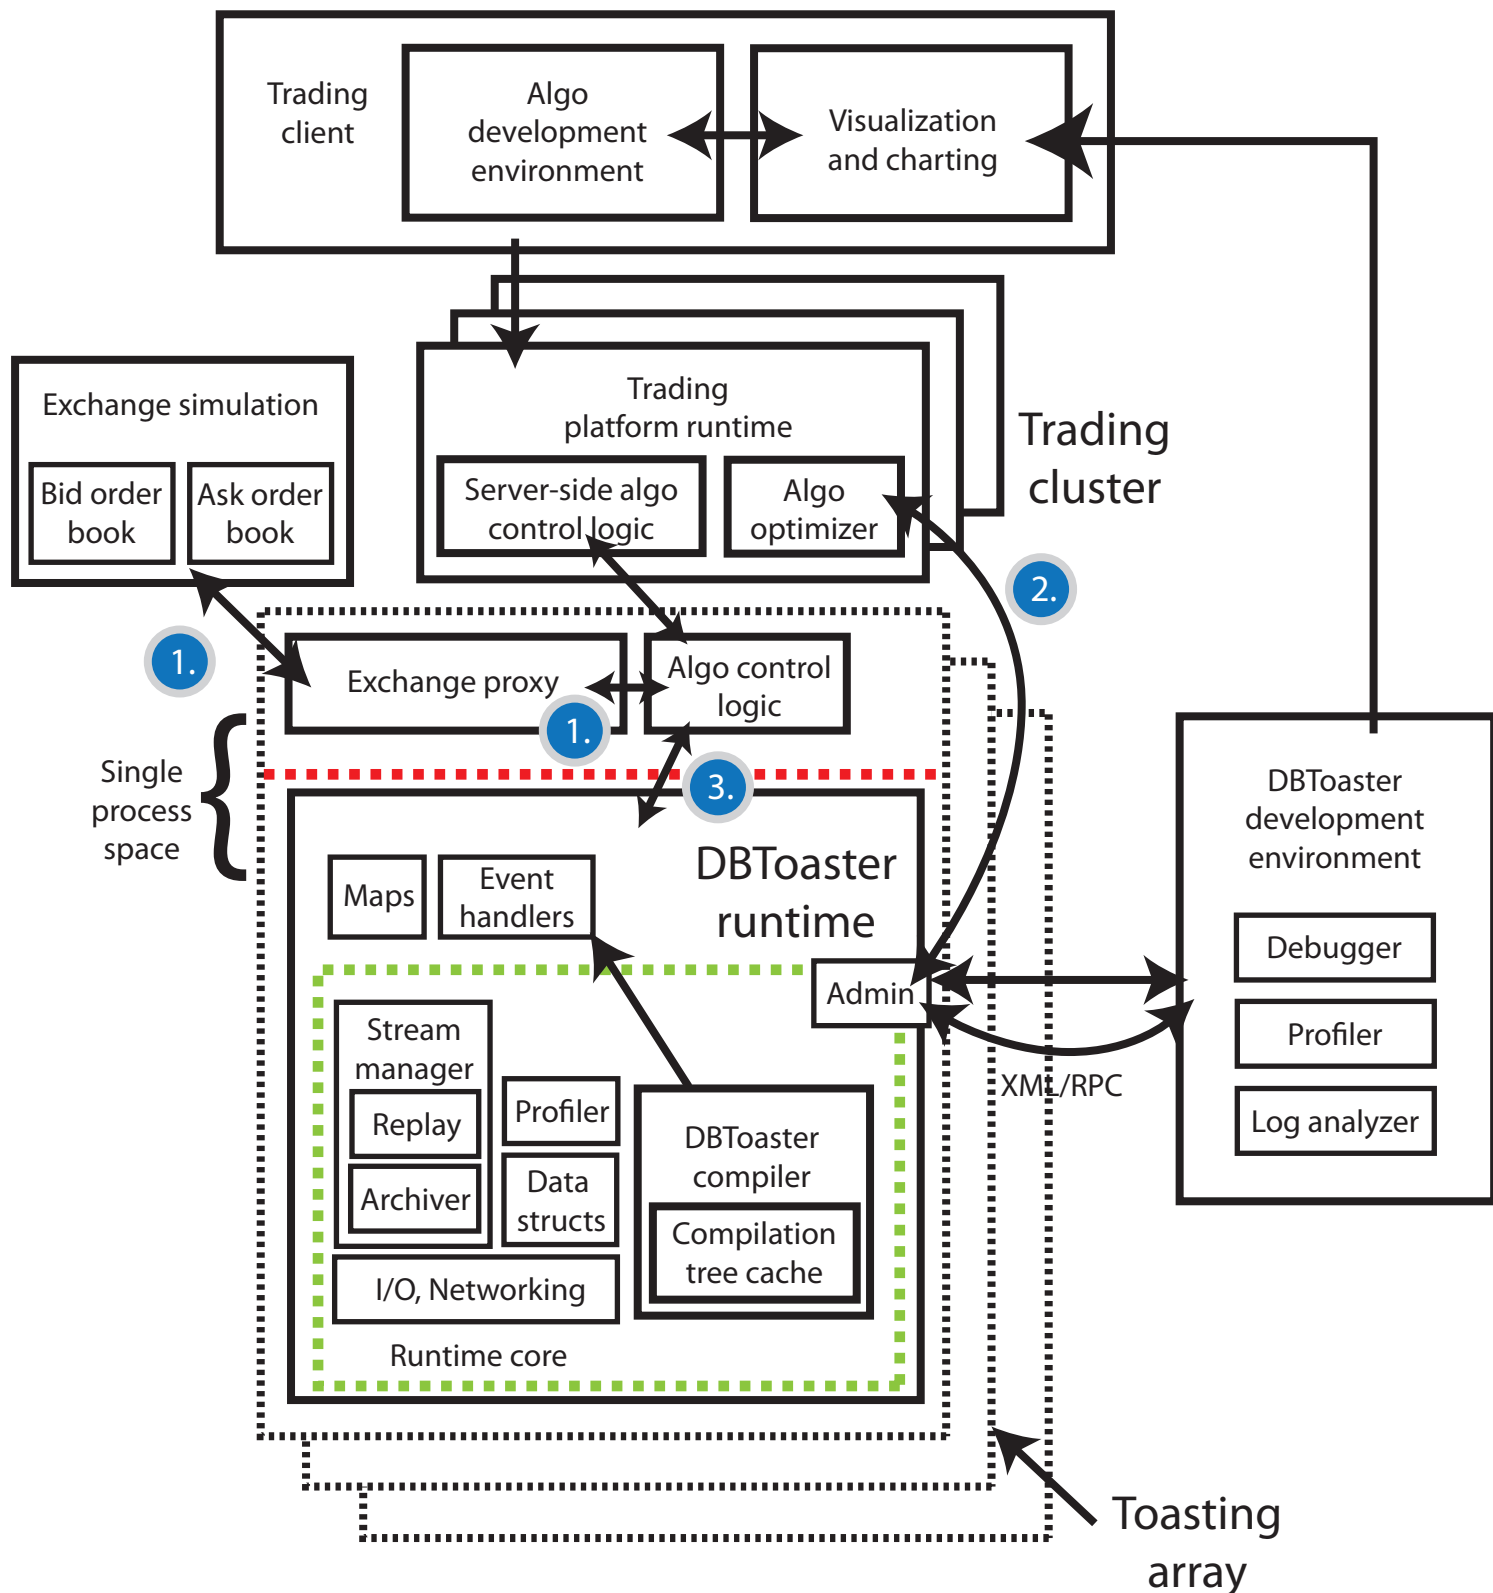 Trading
client
Algo
development
environment
Visualization
and charting
Exchange simulation
Bid order
book
Ask order
book
Trading
platform runtime
Server-side algo
control logic
Algo
optimizer
Trading
cluster
2.
1.
Exchange proxy
1.
Algo control
logic
Single
process
space
3.
DBToaster
runtime
Maps
Event
handlers
Admin
Stream
manager
Replay
Archiver
Profiler
Data
structs
I/O, Networking
DBToaster
compiler
Compilation
tree cache
Runtime core
XML/RPC
DBToaster
development
environment
Debugger
Profiler
Log analyzer
Toasting
array